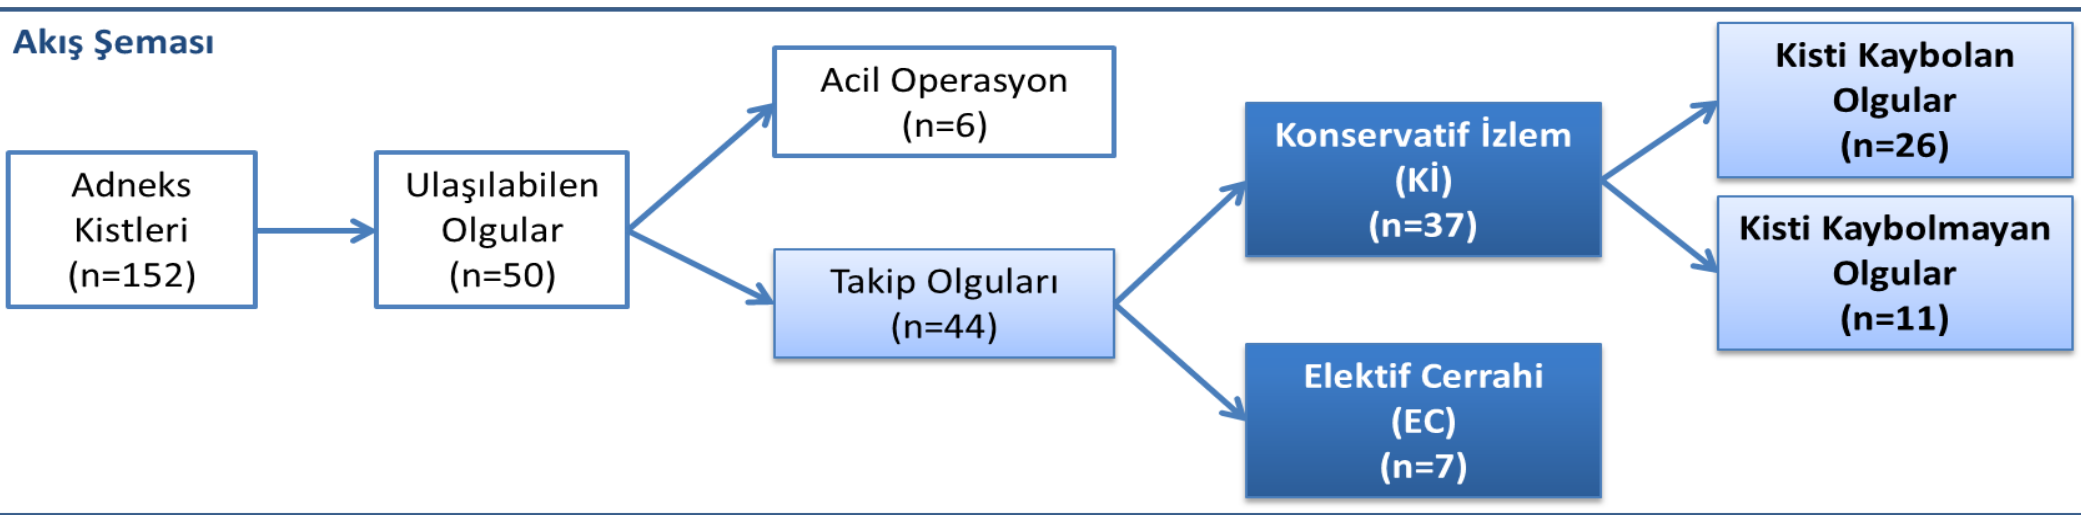 Akış Şeması
Adneks
Kistleri
(n=152)
Ulaşılabilen
Olgular
(n=50)
Acil Operasyon
(n=6)
Takip Olguları
(n=44)
Konservatif İzlem
(Kİ)
(n=37)
Elektif Cerrahi
(EC)
(n=7)
Kisti Kaybolan
Olgular
(n=26)
Kisti Kaybolmayan
Olgular
(n=11)